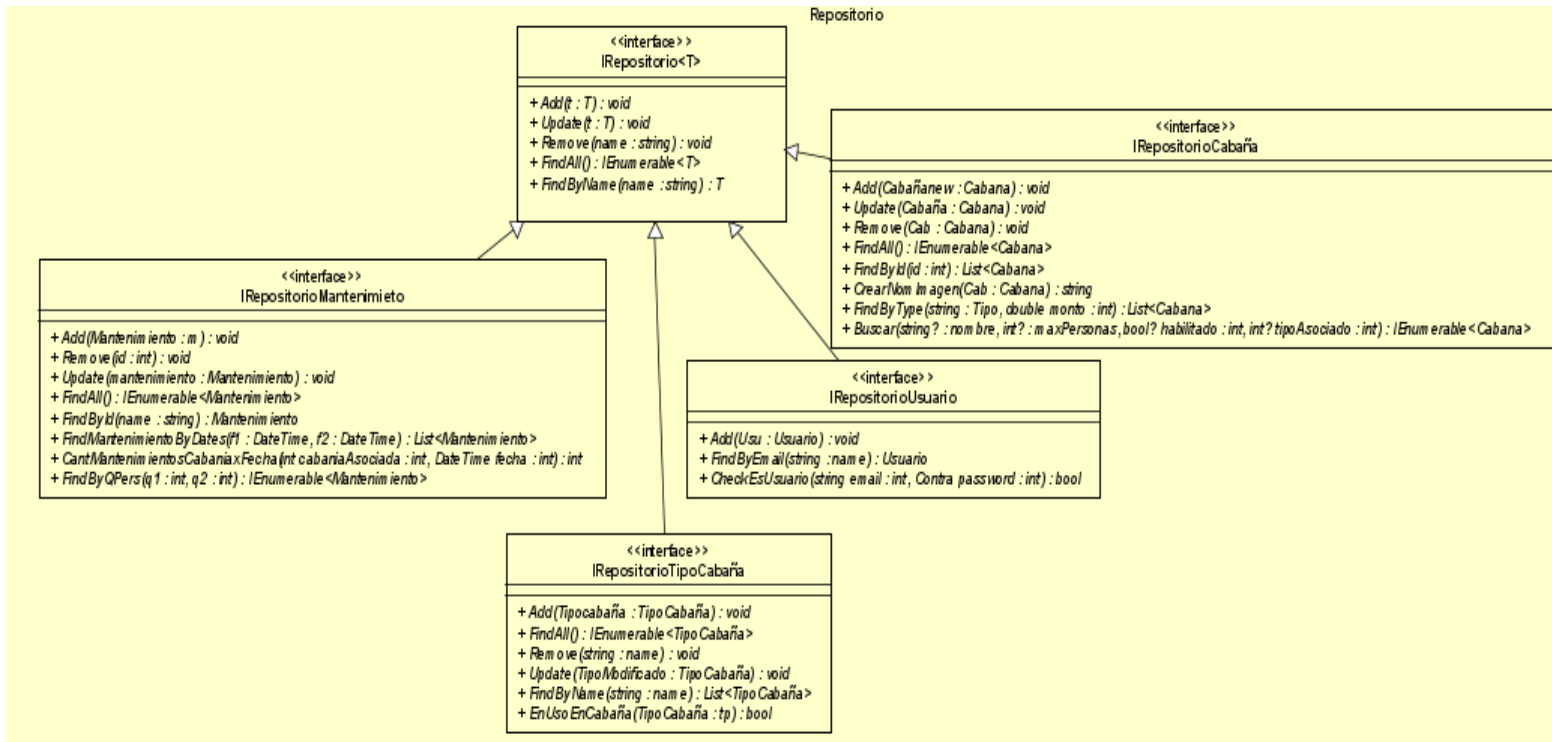 Repositorio
<<interface>>
IRepositorio<T>
+ Add(t : T) : void
+ Update(t : T) : void
+ Remove(name : string) : void
+ FindAll() : IEnumerable<T>
+ FindByName(name : string) : T
<<interface>>
IRepositorioCabaña
+ Add(Cabañanew : Cabana) : void
+ Update(Cabaña : Cabana) : void
+ Remove(Cab : Cabana) : void
+ FindAll() : IEnumerable<Cabana>
+ FindById(id : int) : List<Cabana>
+ CrearNomImagen(Cab : Cabana) : string
+ FindByType(string : Tipo, double monto : int) : List<Cabana>
+ Buscar(string? : nombre, int? : maxPersonas, bool? habilitado : int, int? tipoAsociado : int) : IEnumerable<Cabana>
<<interface>>
IRepositorioMantenimieto
+ Add(Mantenimiento : m) : void
+ Remove(id : int) : void
+ Update(mantenimiento : Mantenimiento) : void
+ FindAll() : IEnumerable<Mantenimiento>
+ FindById(name : string) : Mantenimiento
+ FindMantenimientoByDates(f1 : DateTime, f2 : DateTime) : List<Mantenimiento>
+ CantMantenimientosCabaniaxFecha(int cabaniaAsociada : int, DateTime fecha : int) : int
+ FindByQPers(q1 : int, q2 : int) : IEnumerable<Mantenimiento>
<<interface>>
IRepositorioUsuario
+ Add(Usu : Usuario) : void
+ FindByEmail(string : name) : Usuario
+ CheckEsUsuario(string email : int, Contra password : int) : bool
<<interface>>
IRepositorioTipoCabaña
+ Add(Tipocabaña : TipoCabaña) : void
+ FindAll() : IEnumerable<TipoCabaña>
+ Remove(string : name) : void
+ Update(TipoModificado : TipoCabaña) : void
+ FindByName(string : name) : List<TipoCabaña>
+ EnUsoEnCabaña(TipoCabaña : tp) : bool